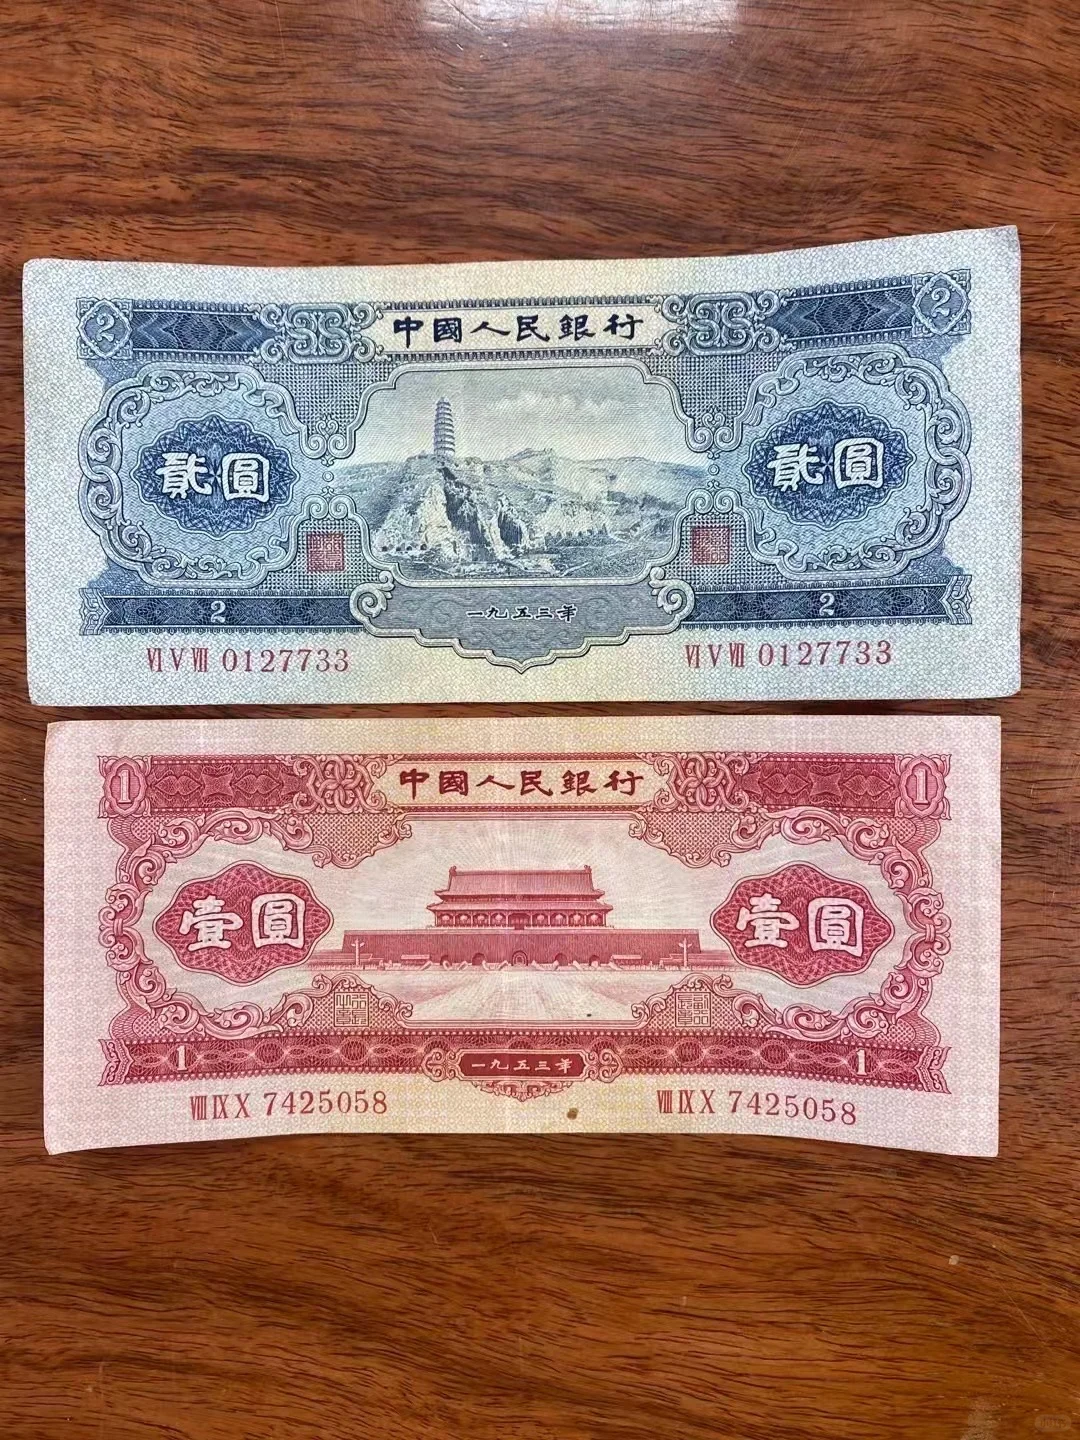 2 中國人民銀行 2
貳圓 貳圓
2 一九五三年 2
VI V VII 0127733 VI V VII 0127733
1 中國人民銀行 1
壹圓 壹圓
1 一九五三年 1
VIII IX X 7425058 VIII IX X 7425058